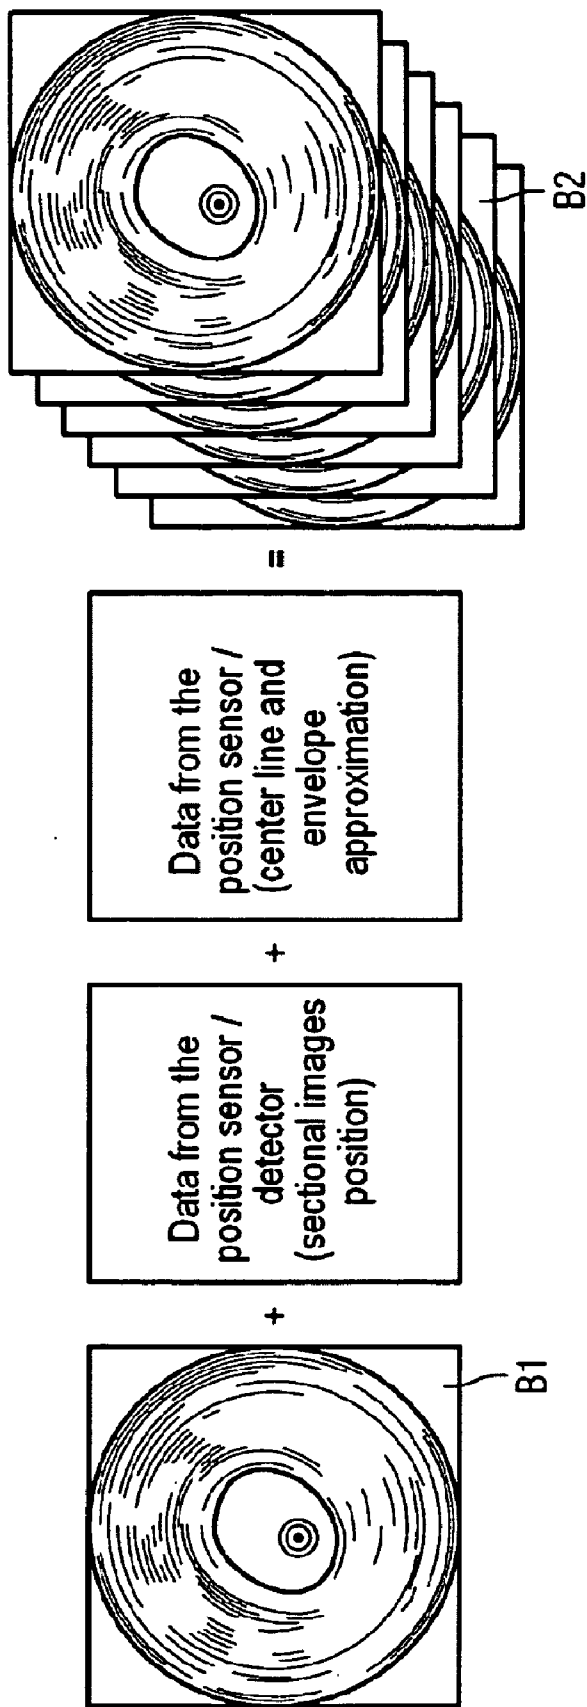 B1
+
Data from the
position sensor /
detector
(sectional images
position)
+
Data from the
position sensor /
(center line and
envelope
approximation)
=
B2